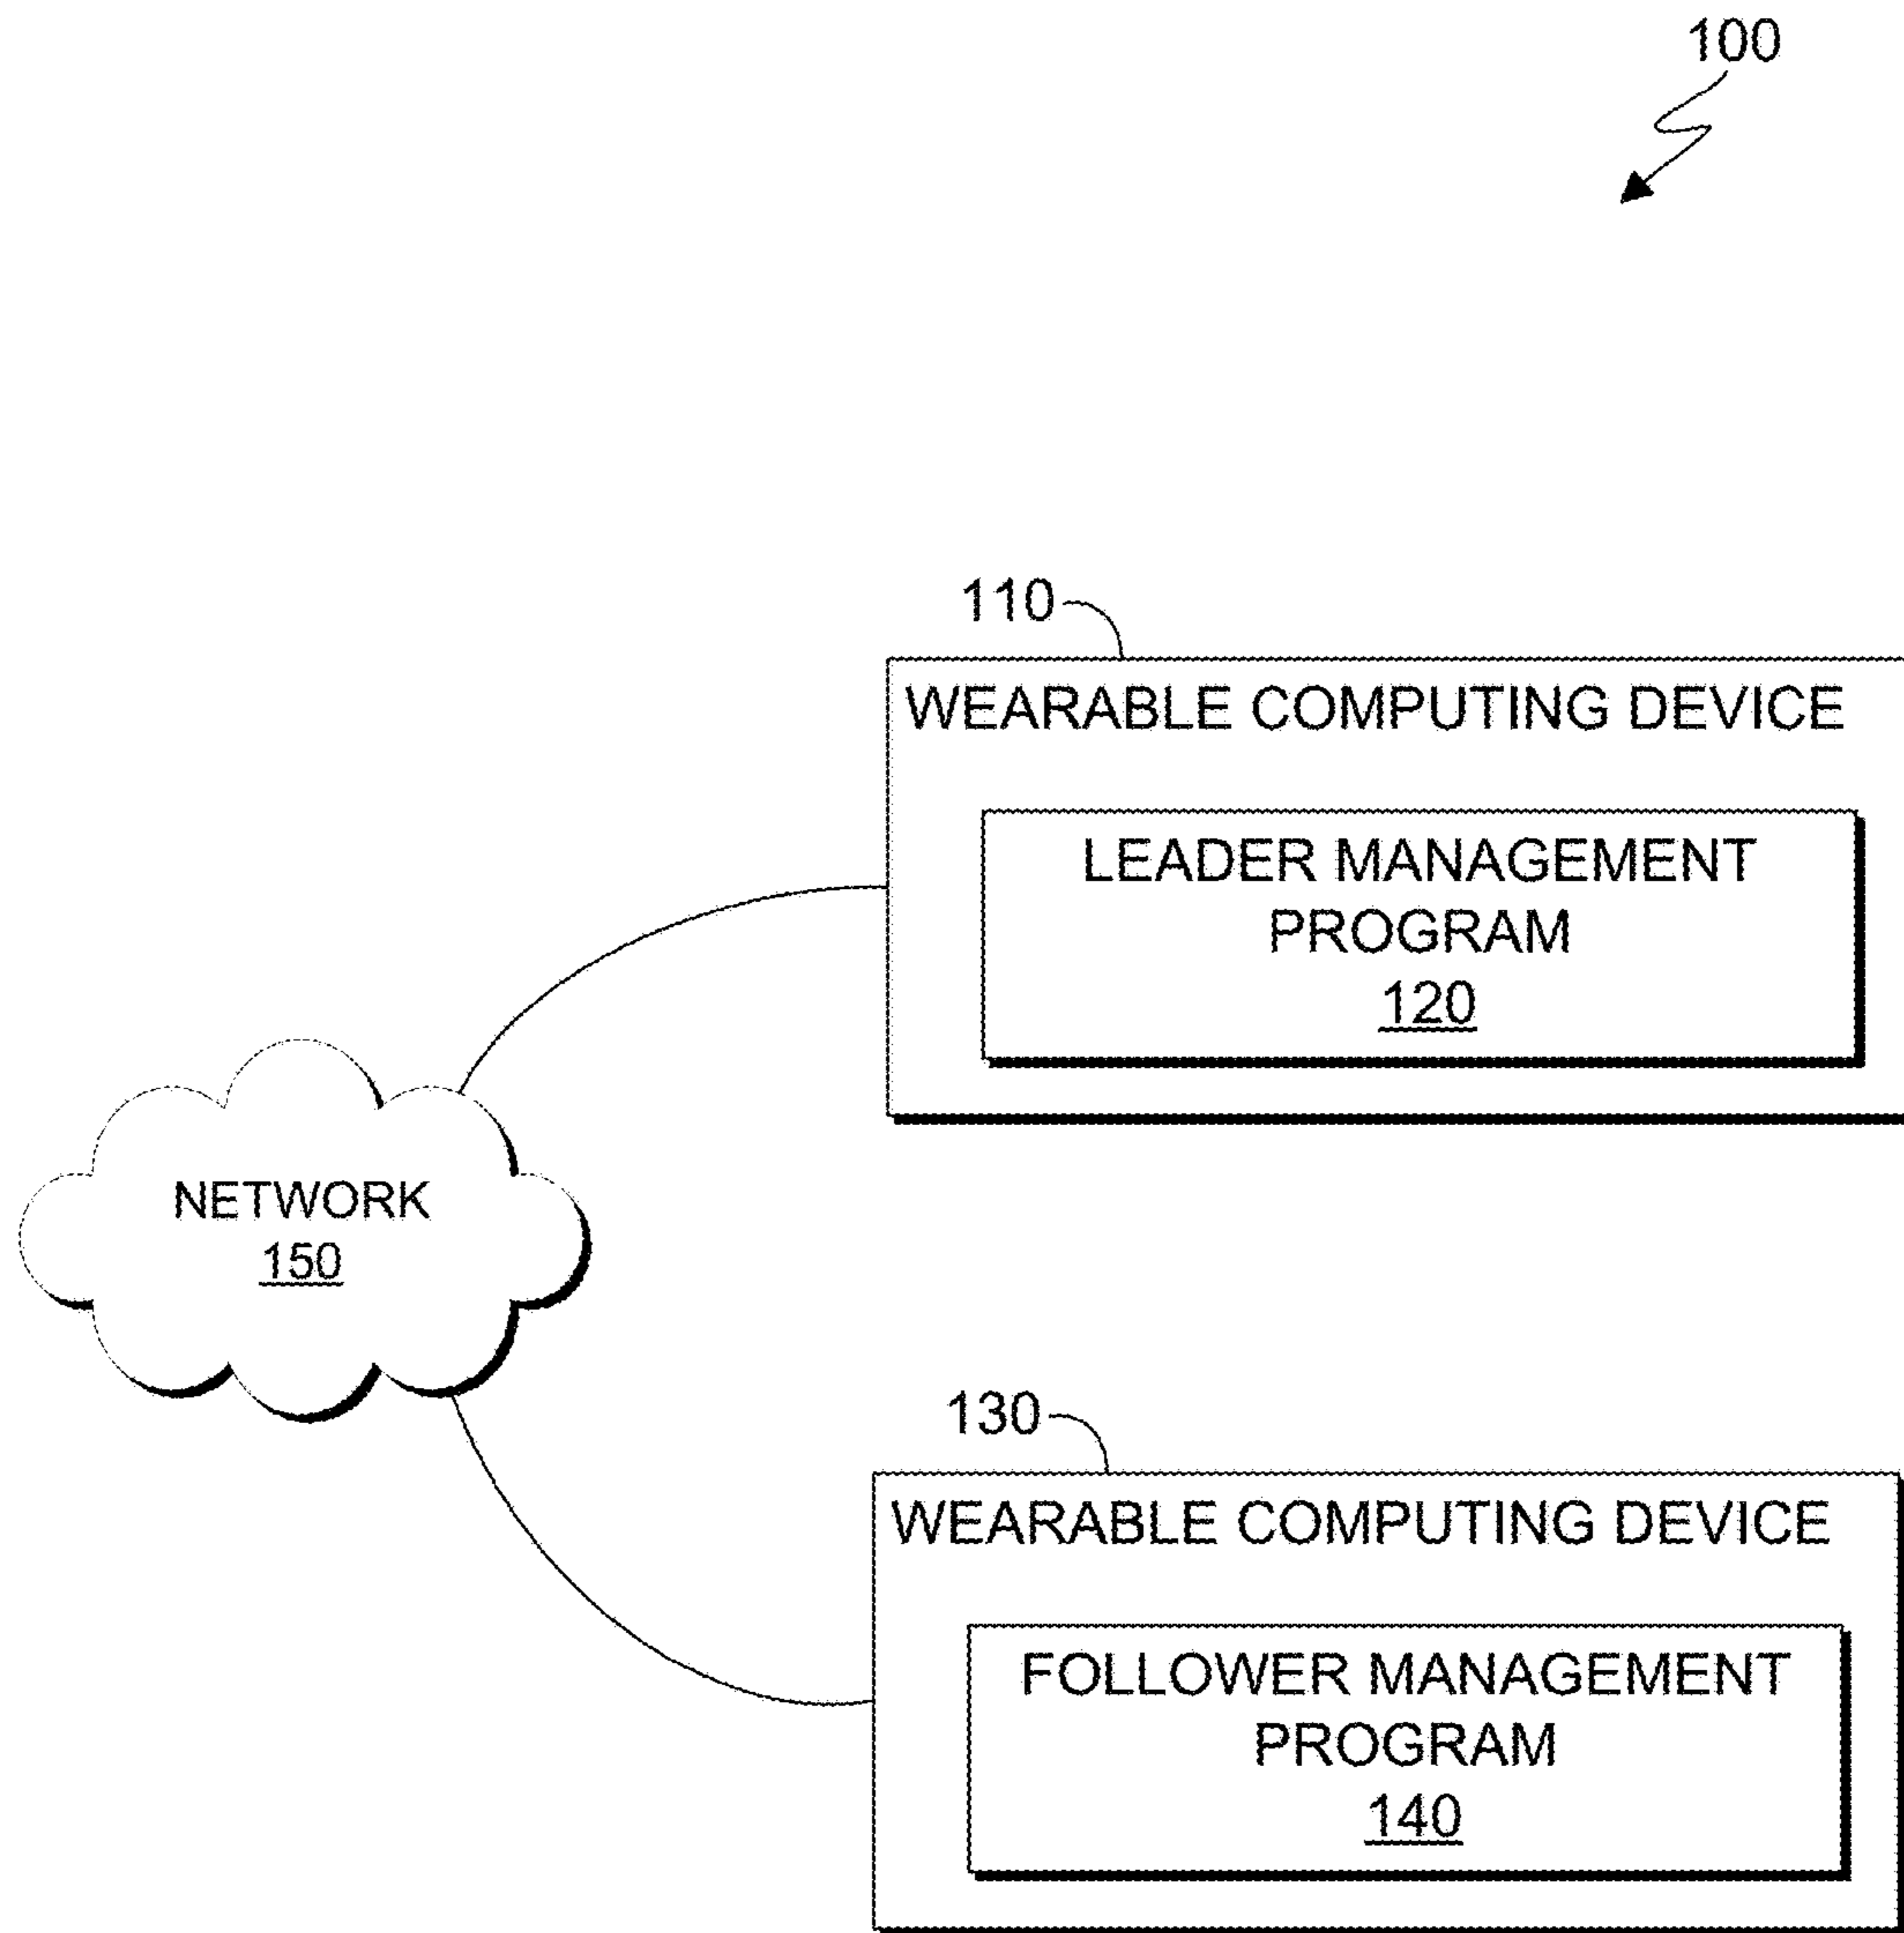 100
110
WEARABLE COMPUTING DEVICE
LEADER MANAGEMENT
PROGRAM
120
NETWORK
150
130
WEARABLE COMPUTING DEVICE
FOLLOWER MANAGEMENT
PROGRAM
140